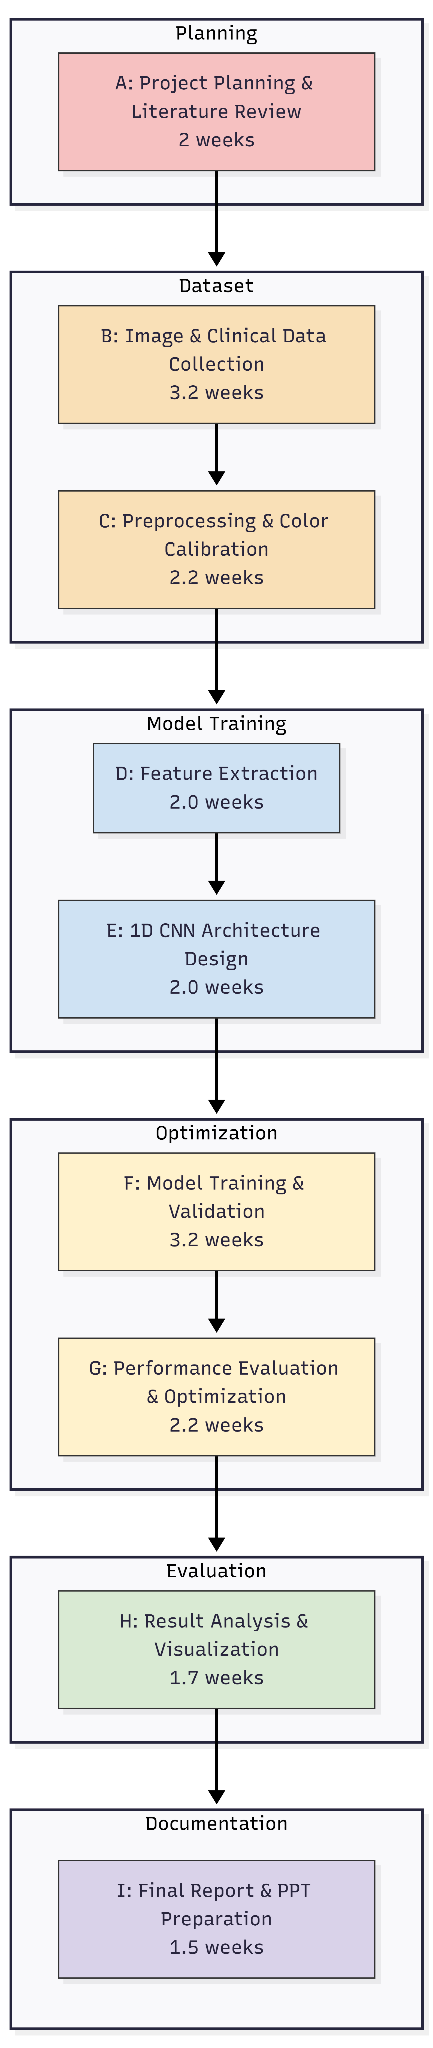 Planning
A: Project Planning &
Literature Review
2 weeks
Dataset
B: Image & Clinical Data
Collection
3.2 weeks
C: Preprocessing & Color
Calibration
2.2 weeks
Model Training
D: Feature Extraction
2.0 weeks
E: 1D CNN Architecture
Design
2.0 weeks
Optimization
F: Model Training &
Validation
3.2 weeks
G: Performance Evaluation
& Optimization
2.2 weeks
Evaluation
H: Result Analysis &
Visualization
1.7 weeks
Documentation
I: Final Report & PPT
Preparation
1.5 weeks